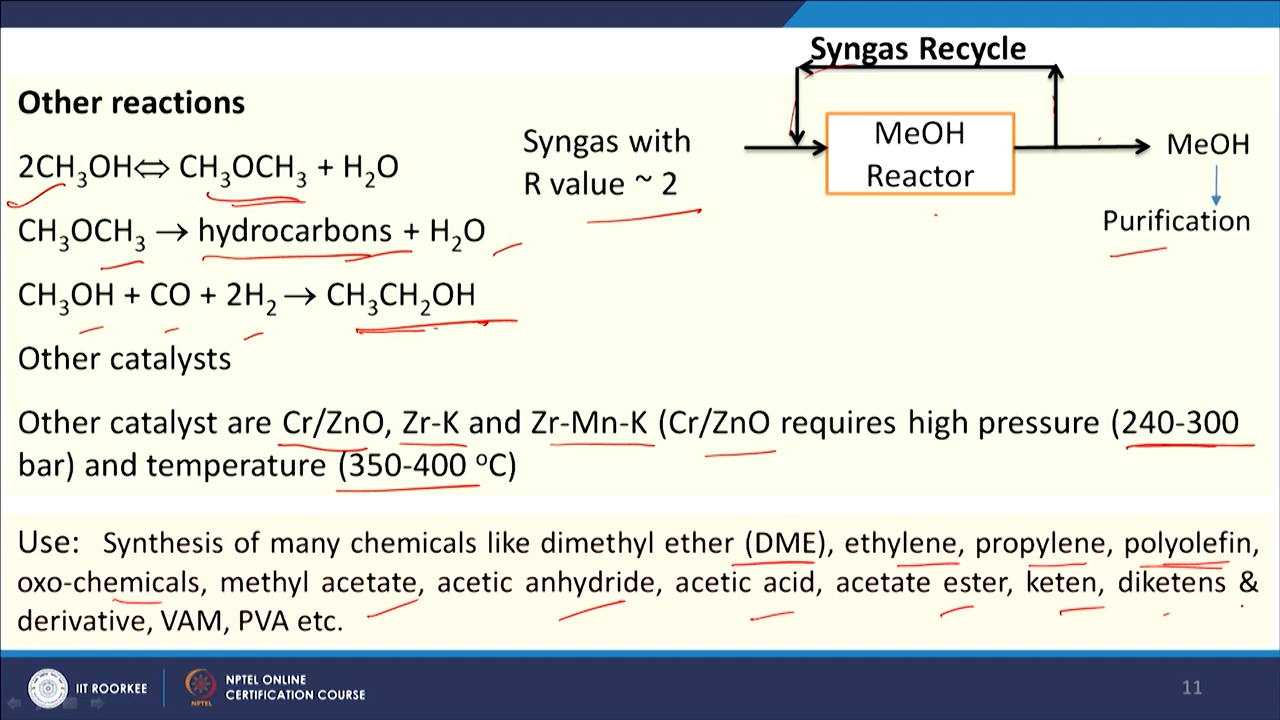 Syngas Recycle
Other reactions
Syngas with
R value ~ 2
MeOH
Reactor
MeOH
Purification
2CH₃OH⇔ CH₃OCH₃ + H₂O
CH₃OCH₃ → hydrocarbons + H₂O
CH₃OH + CO + 2H₂ → CH₃CH₂OH
Other catalysts
Other catalyst are Cr/ZnO, Zr-K and Zr-Mn-K (Cr/ZnO requires high pressure (240-300
bar) and temperature (350-400 °C)
Use: Synthesis of many chemicals like dimethyl ether (DME), ethylene, propylene, polyolefin,
oxo-chemicals, methyl acetate, acetic anhydride, acetic acid, acetate ester, keten, diketens &
derivative, VAM, PVA etc.
IIT ROORKEE
NPTEL
NPTEL ONLINE
CERTIFICATION COURSE
11